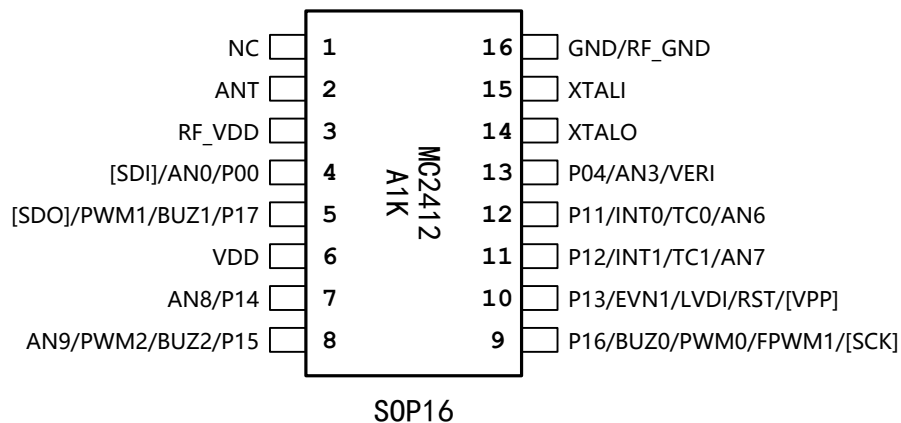 NC 1 16 GND/RF_GND
ANT 2 15 XTALI
RF_VDD 3 14 XTALO
[SDI]/AN0/P00 4 13 P04/AN3/VERI
[SDO]/PWM1/BUZ1/P17 5 12 P11/INT0/TC0/AN6
VDD 6 11 P12/INT1/TC1/AN7
AN8/P14 7 10 P13/EVN1/LVDI/RST/[VPP]
AN9/PWM2/BUZ2/P15 8 9 P16/BUZ0/PWM0/FPWM1/[SCK]
MC2412
A1K
SOP16